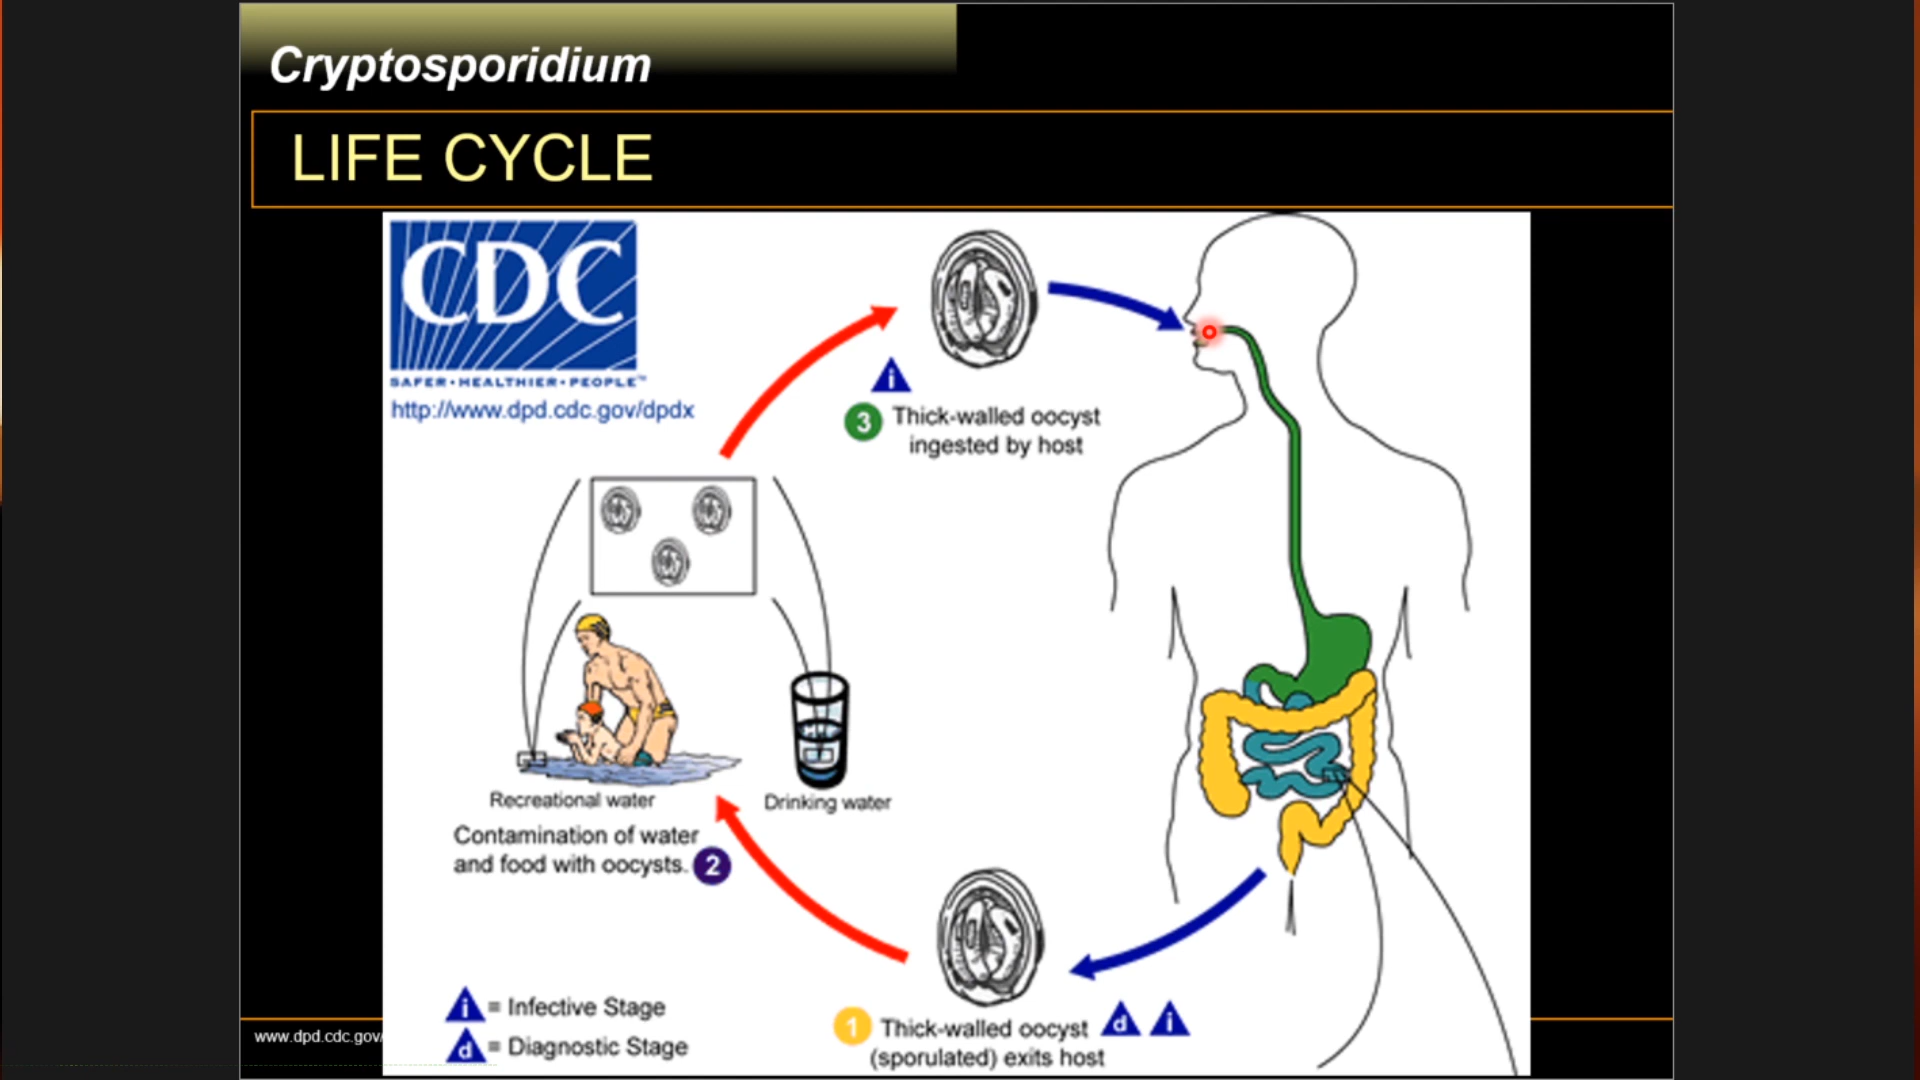 Cryptosporidium
LIFE CYCLE
CDC
SAFER•HEALTHIER•PEOPLE™
http://www.dpd.cdc.gov/dpdx
i
3 Thick-walled oocyst
ingested by host
Recreational water
Drinking water
Contamination of water
and food with oocysts. 2
i = Infective Stage
d = Diagnostic Stage
1 Thick-walled oocyst d i
(sporulated) exits host
www.dpd.cdc.gov/